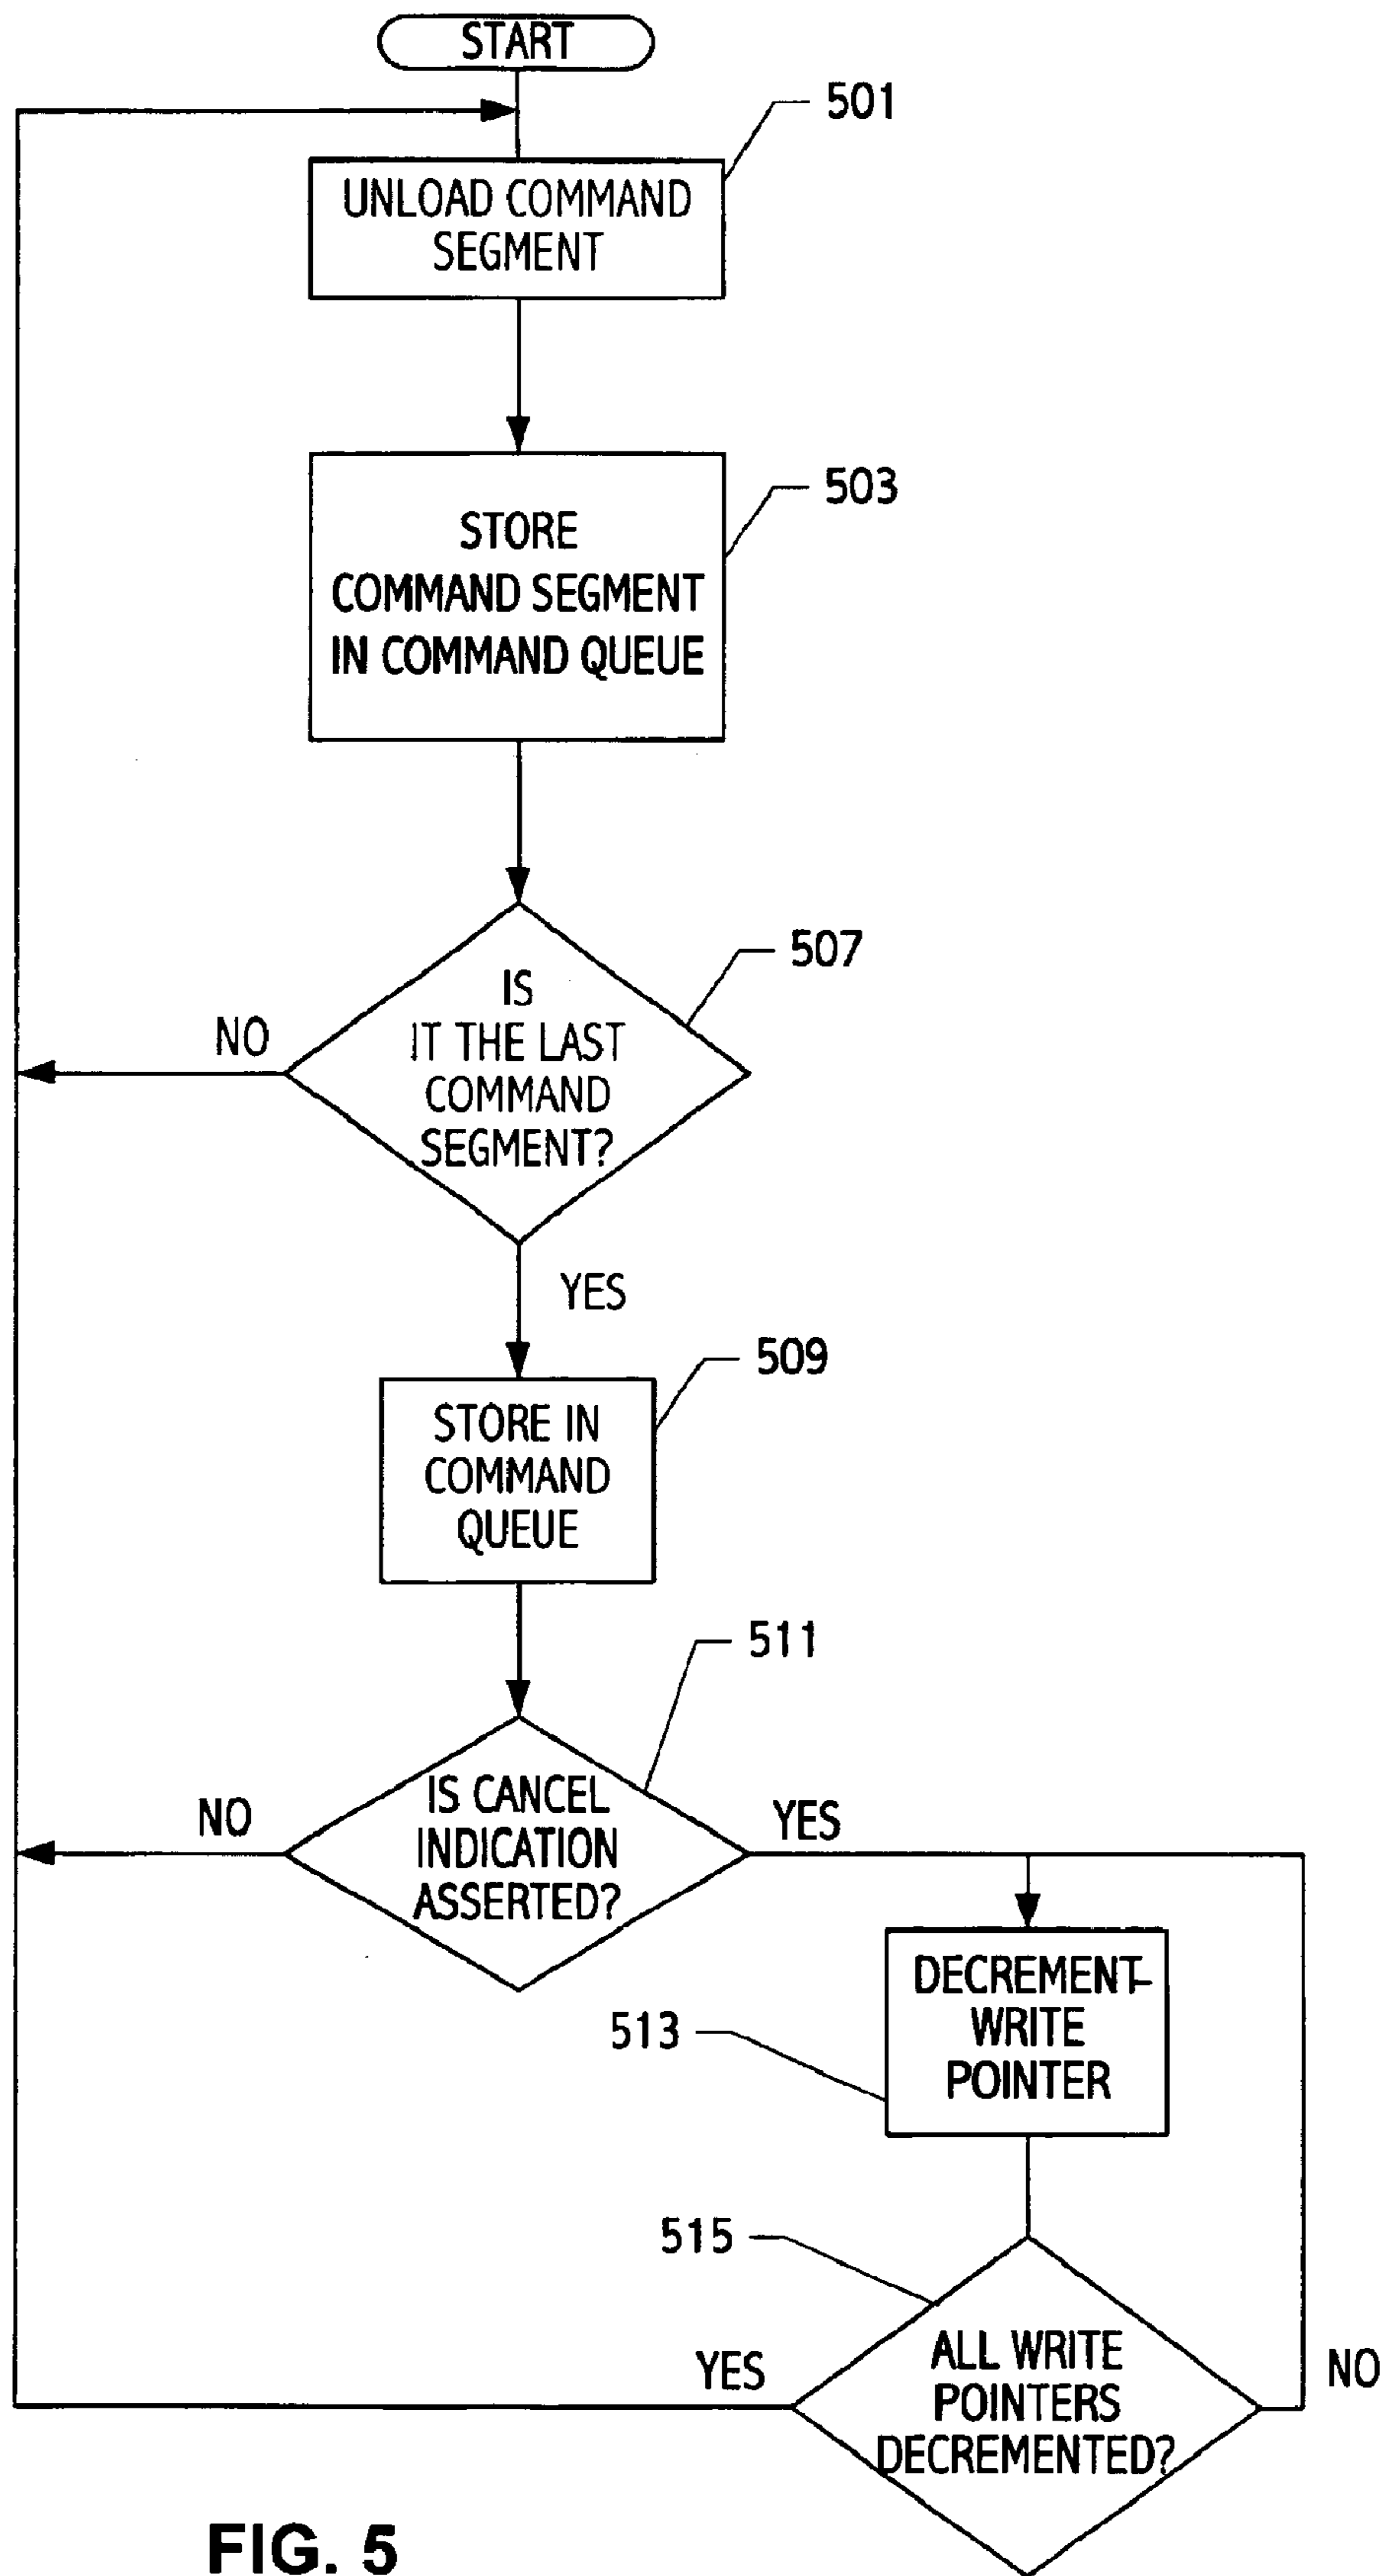 START
501
UNLOAD COMMAND
SEGMENT
503
STORE
COMMAND SEGMENT
IN COMMAND QUEUE
507
IS
IT THE LAST
COMMAND
SEGMENT?
NO
YES
509
STORE IN
COMMAND
QUEUE
511
IS CANCEL
INDICATION
ASSERTED?
NO
YES
DECREMENT-
WRITE
POINTER
513
515
ALL WRITE
POINTERS
DECREMENTED?
YES
NO
FIG. 5